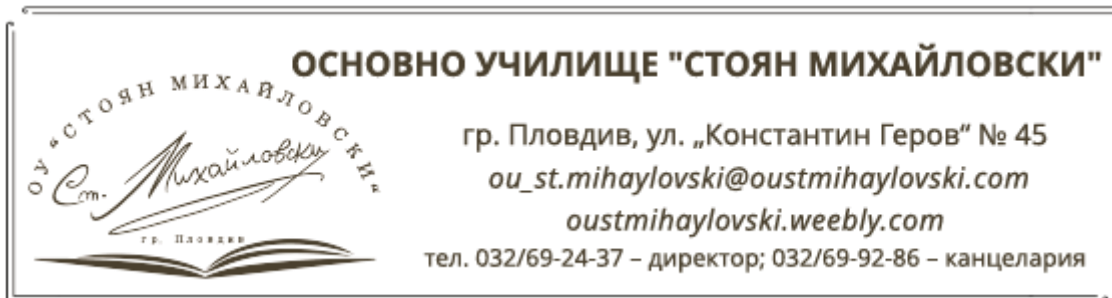 ОСНОВНО УЧИЛИЩЕ "СТОЯН МИХАЙЛОВСКИ"
гр. Пловдив, ул. „Константин Геров“ № 45
ou_st.mihaylovski@oustmihaylovski.com
oustmihaylovski.weebly.com
тел. 032/69-24-37 – директор; 032/69-92-86 – канцелария
ОУ "СТОЯН МИХАЙЛОВСКИ"
Ст. Михайловски
гр. Пловдив